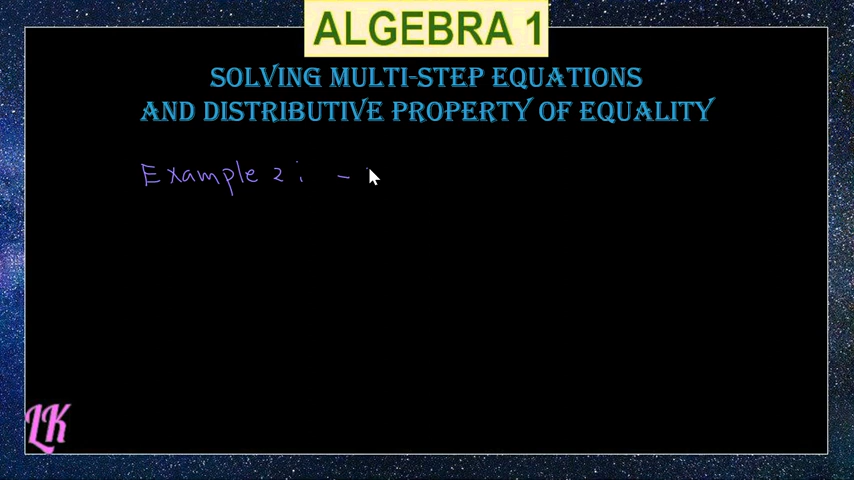 ALGEBRA 1
SOLVING MULTI-STEP EQUATIONS
AND DISTRIBUTIVE PROPERTY OF EQUALITY
Example 2: -
LK